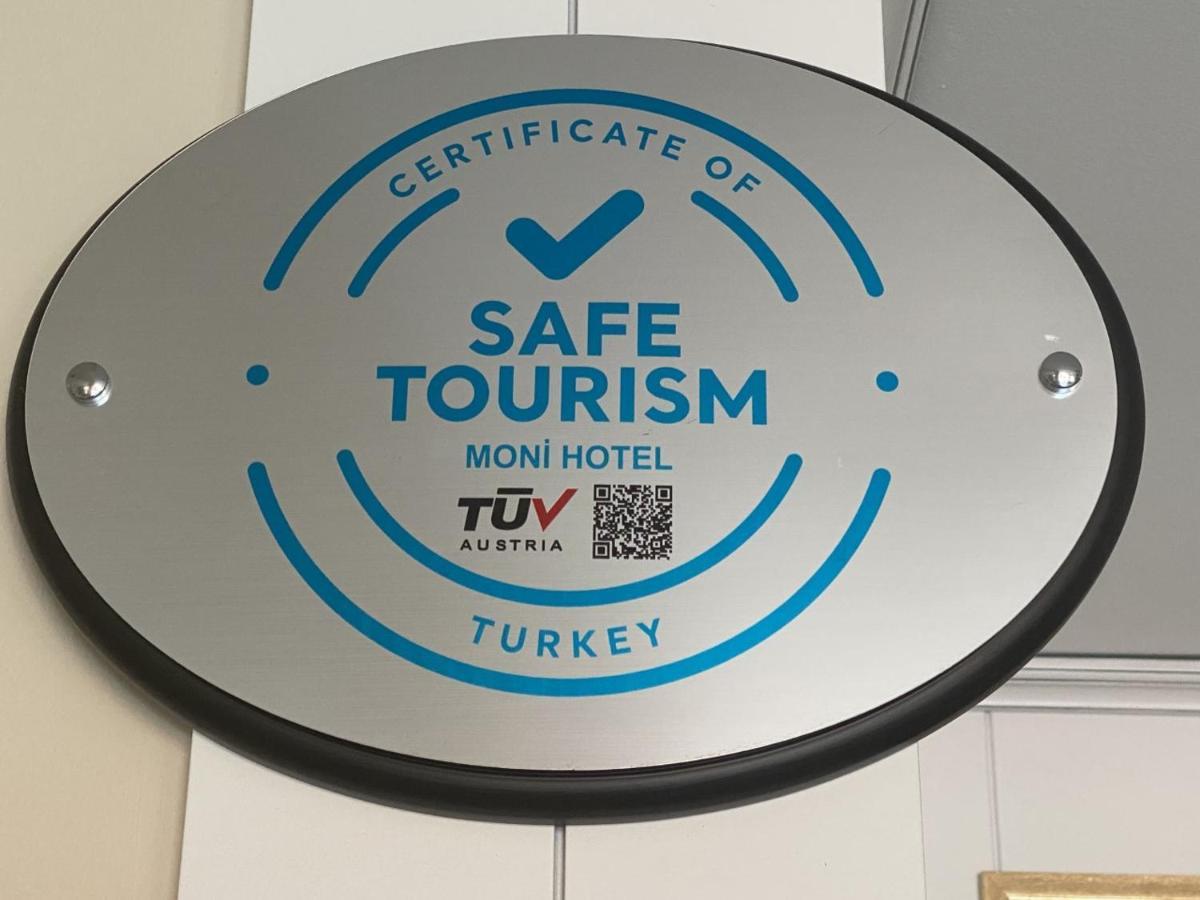 CERTIFICATE OF
SAFE
TOURISM
MONİ HOTEL
TÜV
AUSTRIA
TURKEY